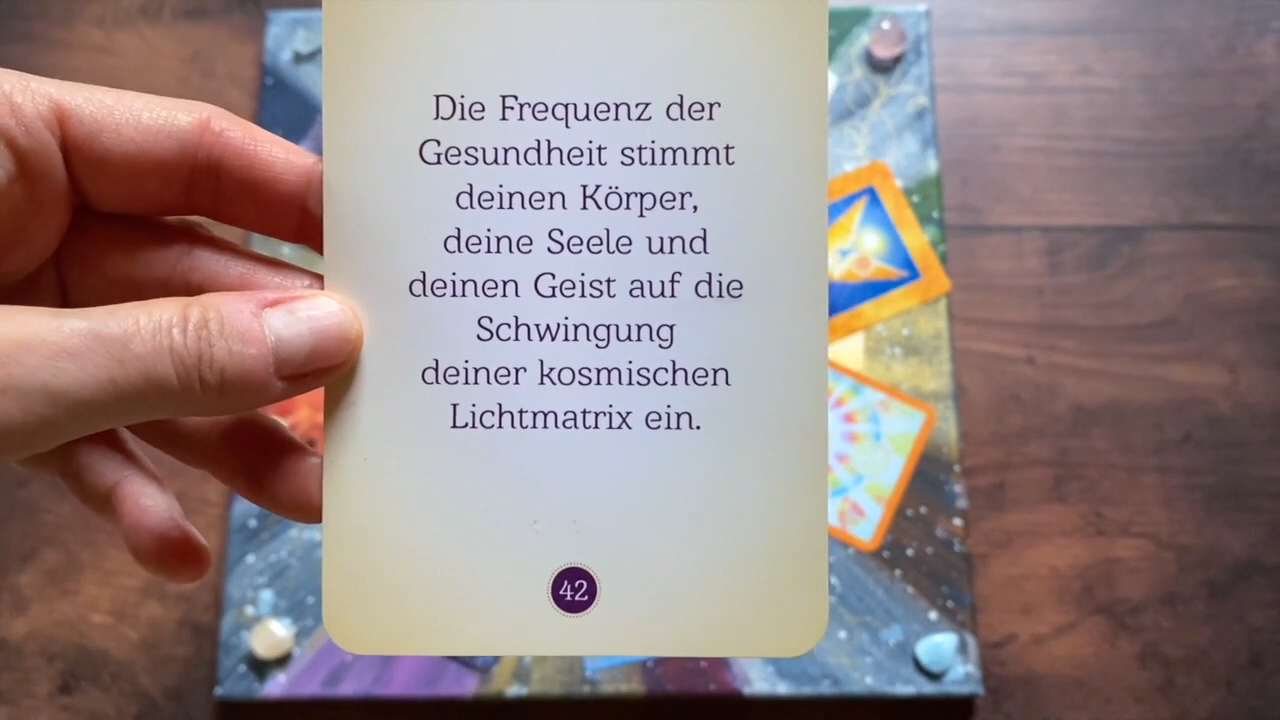 Die Frequenz der
Gesundheit stimmt
deinen Körper,
deine Seele und
deinen Geist auf die
Schwingung
deiner kosmischen
Lichtmatrix ein.
42